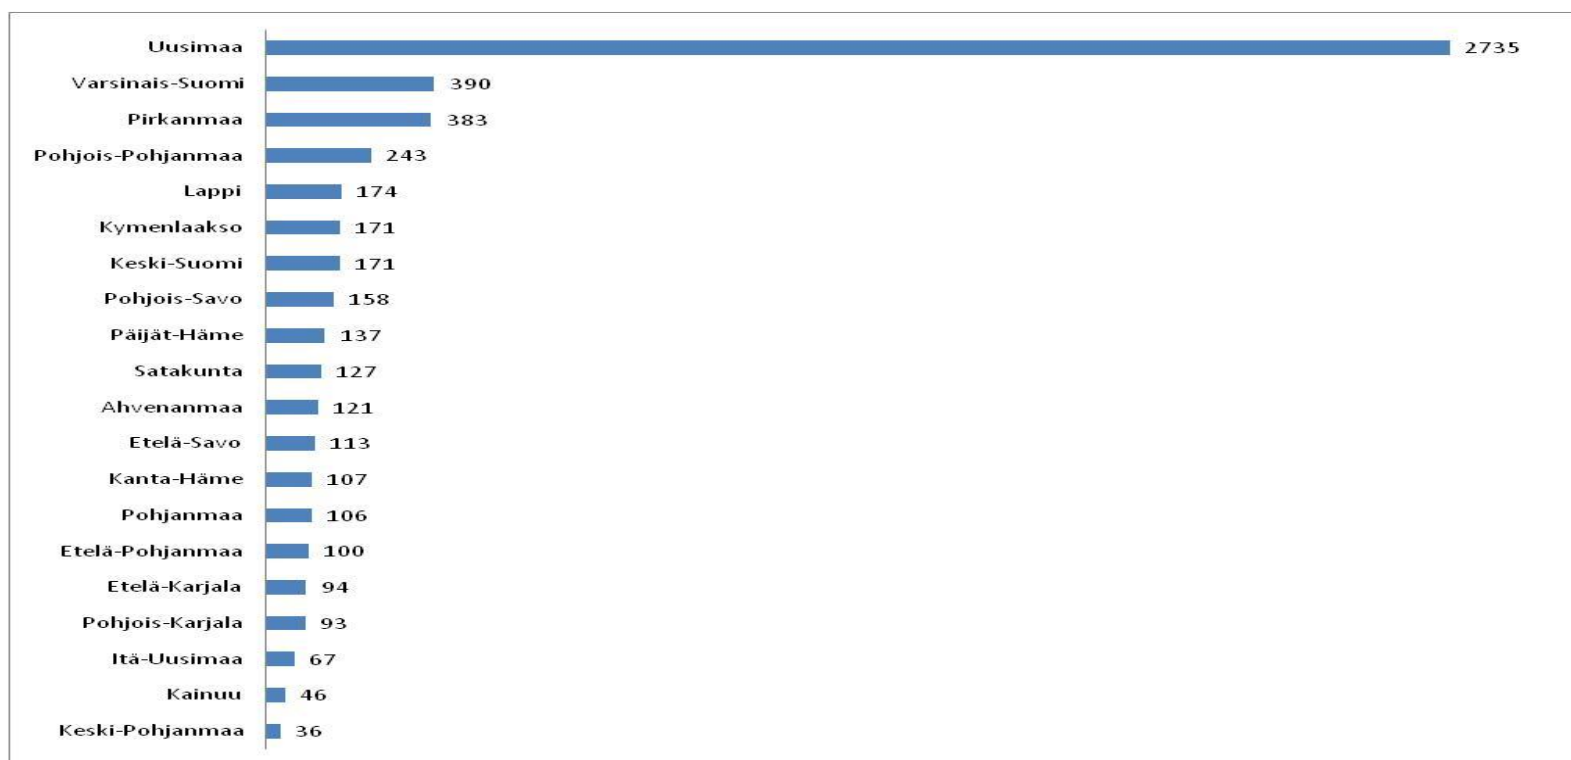 Uusimaa 2735
Varsinais-Suomi 390
Pirkanmaa 383
Pohjois-Pohjanmaa 243
Lappi 174
Kymenlaakso 171
Keski-Suomi 171
Pohjois-Savo 158
Päijät-Häme 137
Satakunta 127
Ahvenanmaa 121
Etelä-Savo 113
Kanta-Häme 107
Pohjanmaa 106
Etelä-Pohjanmaa 100
Etelä-Karjala 94
Pohjois-Karjala 93
Itä-Uusimaa 67
Kainuu 46
Keski-Pohjanmaa 36